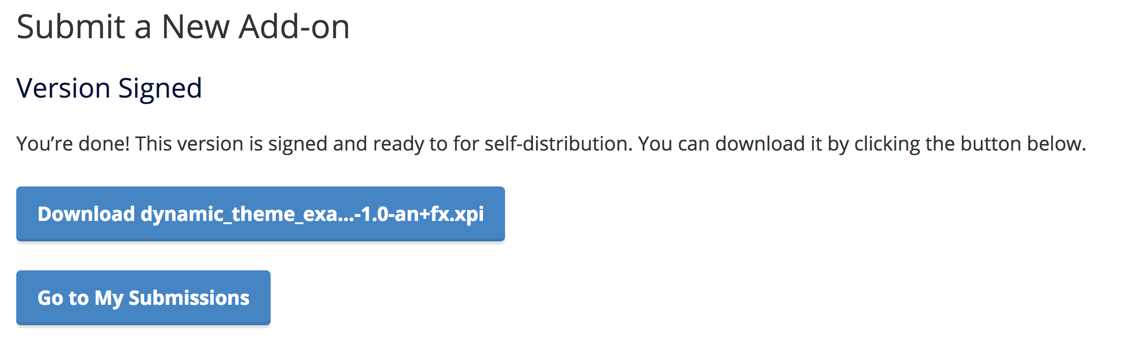 Submit a New Add-on
Version Signed
You’re done! This version is signed and ready to for self-distribution. You can download it by clicking the button below.
Download dynamic_theme_exa...-1.0-an+fx.xpi
Go to My Submissions